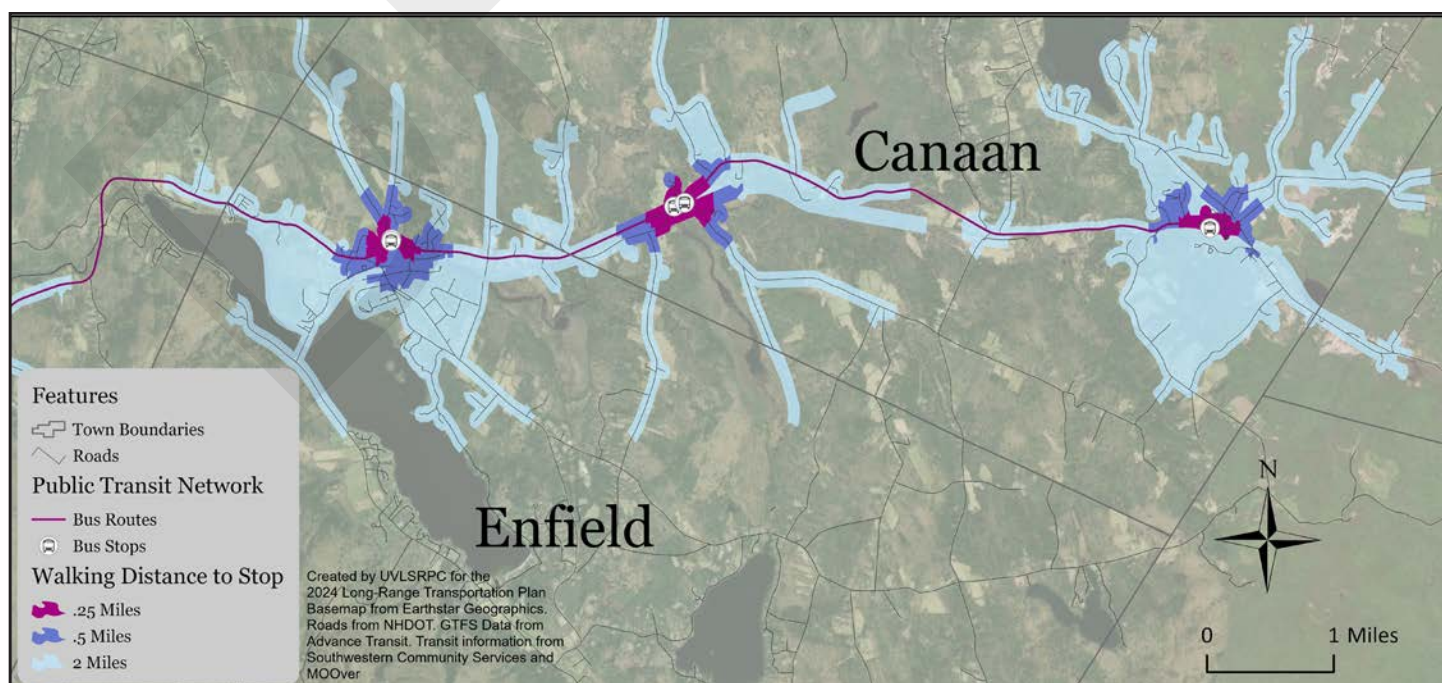 Canaan
Enfield
Features
Town Boundaries
Roads
Public Transit Network
Bus Routes
Bus Stops
Walking Distance to Stop
.25 Miles
.5 Miles
2 Miles
Created by UVLSRPC for the
2024 Long-Range Transportation Plan
Basemap from Earthstar Geographics.
Roads from NHDOT. GTFS Data from
Advance Transit. Transit information from
Southwestern Community Services and
MOOver
N
0 1 Miles